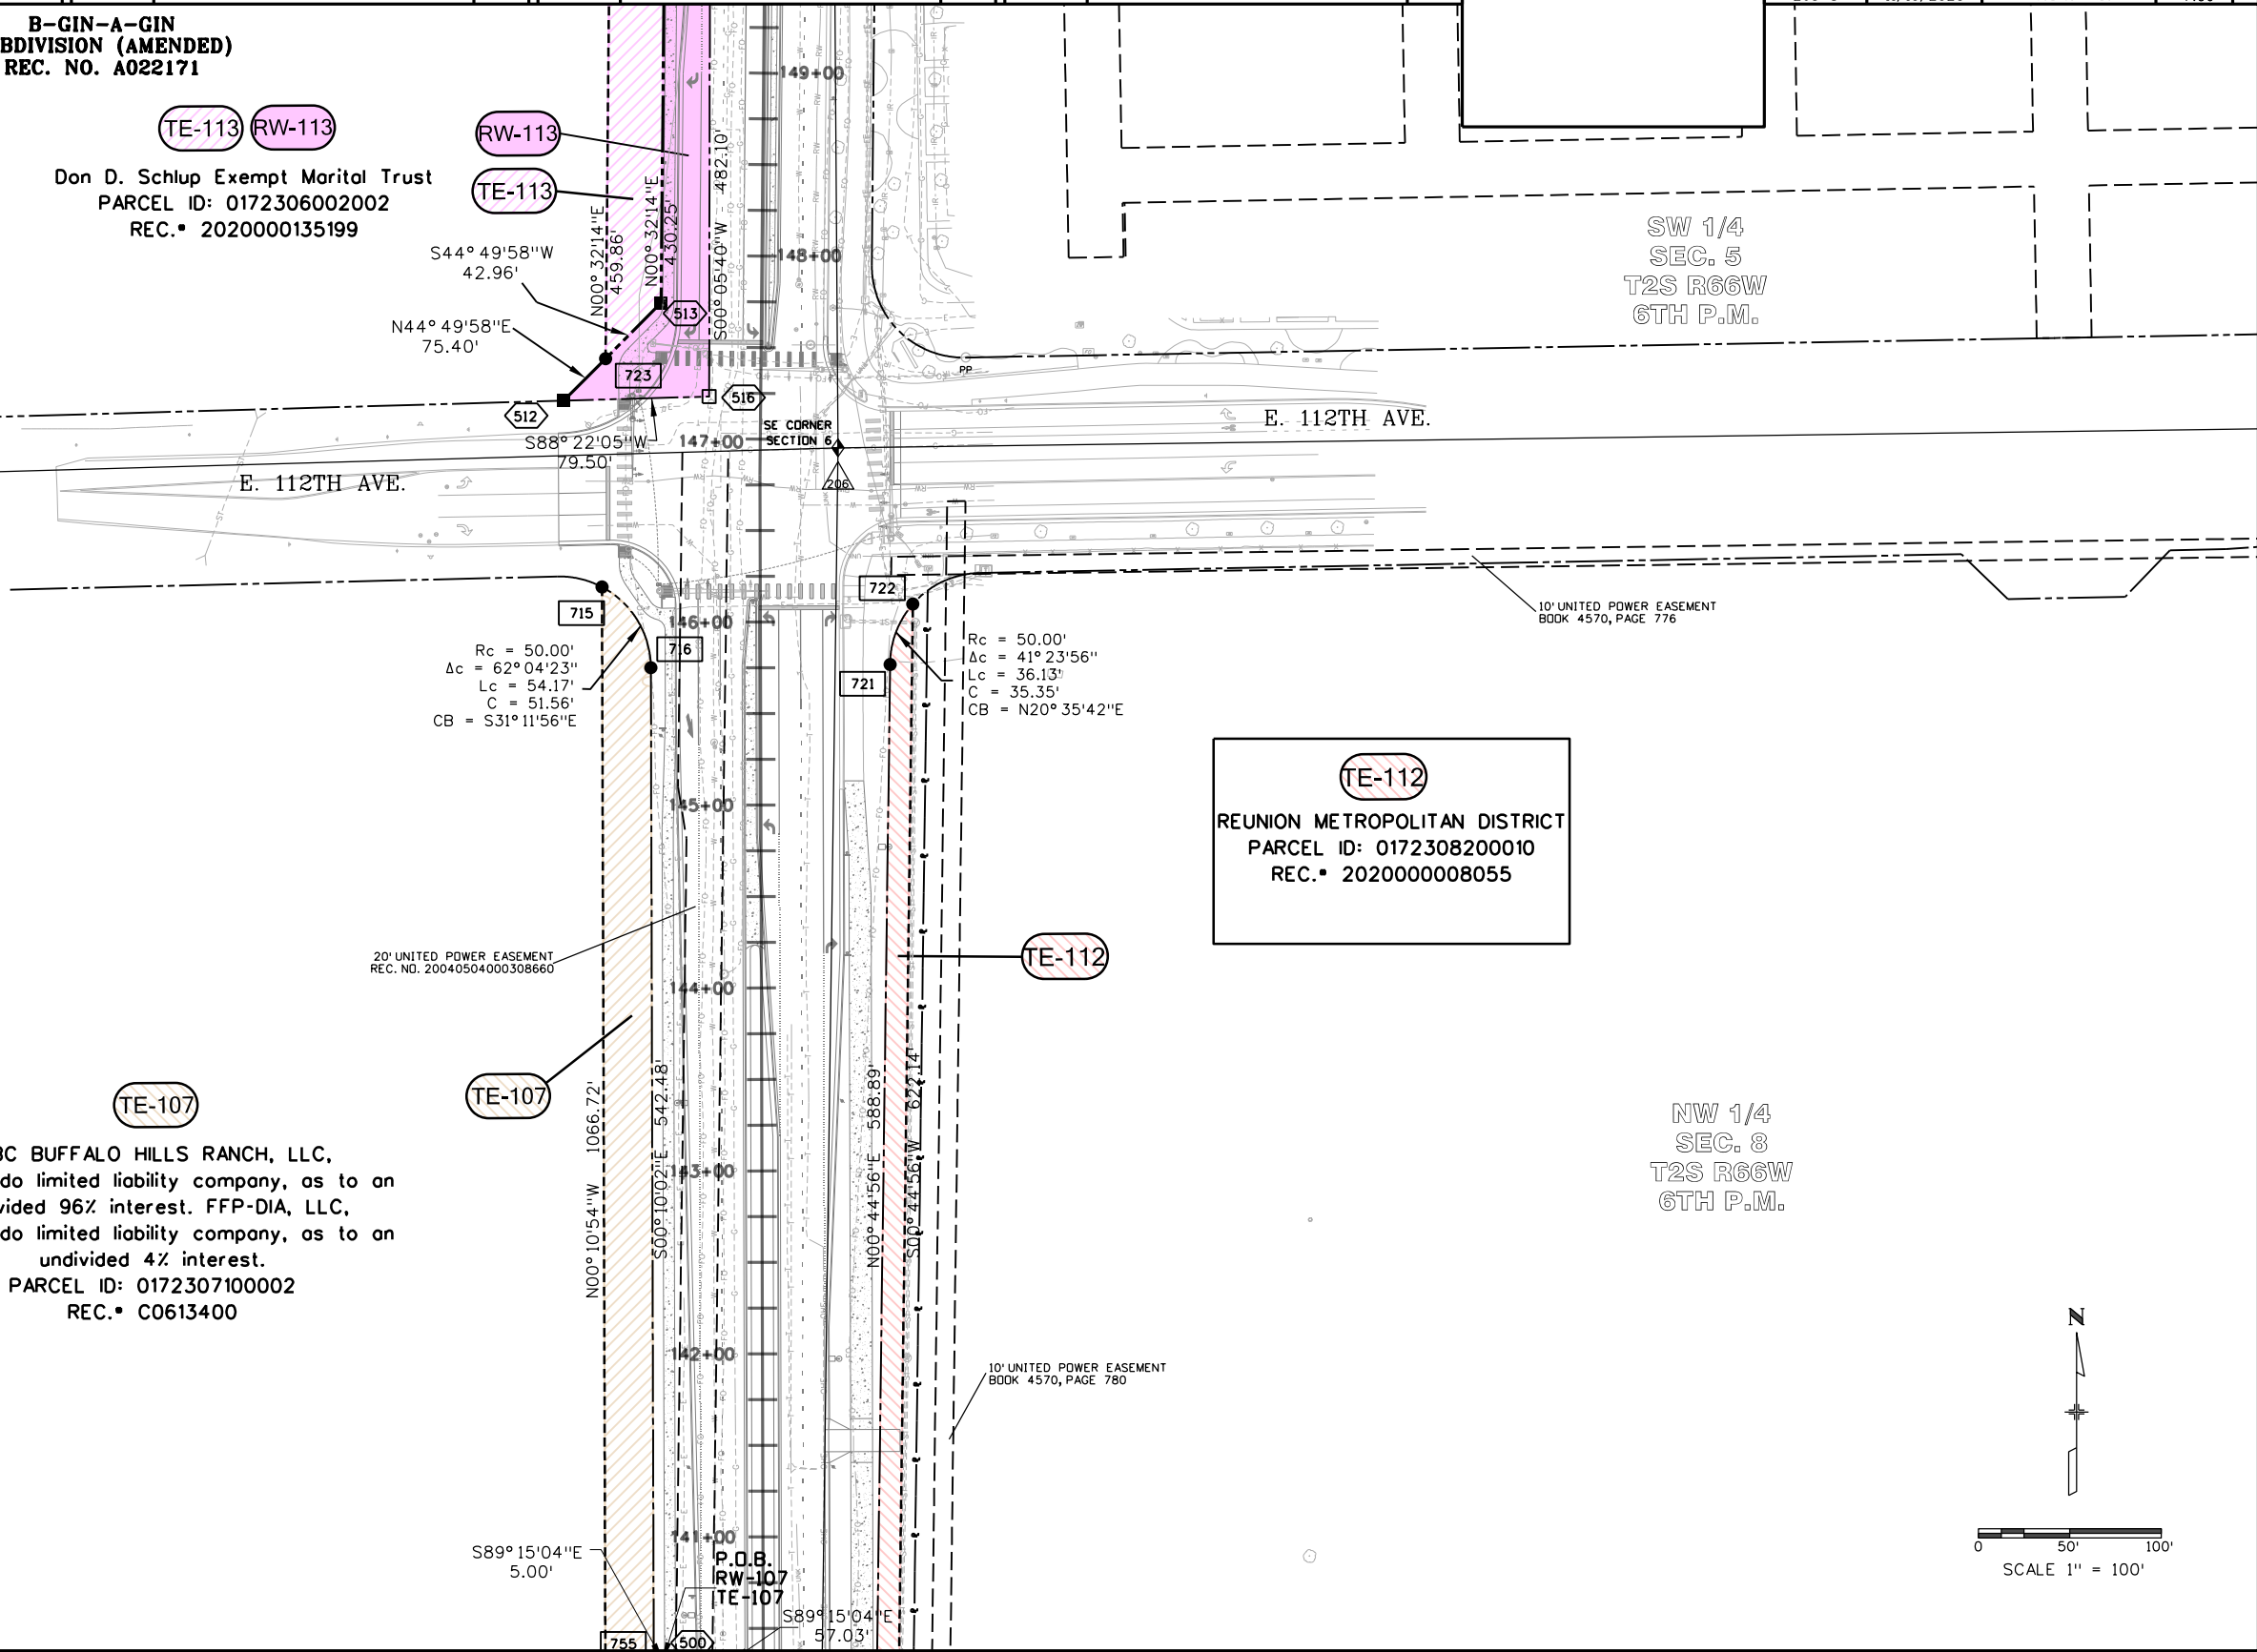 B-GIN-A-GIN
BDIVISION (AMENDED)
REC. NO. A022171
TE-113 RW-113
Don D. Schlup Exempt Marital Trust
PARCEL ID: 0172306002002
REC.# 2020000135199
RW-113
TE-113
S44°49'58"W
42.96'
N44°49'58"E
75.40'
N00°32'14"E
459.86'
N00°32'14"E
430.25'
S00°05'40"W 482.10'
149+00
148+00
513
723
512
516
S88°22'05"W
79.50'
147+00
SE CORNER
SECTION 6
206
PP
E. 112TH AVE.
E. 112TH AVE.
SW 1/4
SEC. 5
T2S R66W
6TH P.M.
715
716
722
721
146+00
Rc = 50.00'
Δc = 62°04'23"
Lc = 54.17'
C = 51.56'
CB = S31°11'56"E
Rc = 50.00'
Δc = 41°23'56"
Lc = 36.13'
C = 35.35'
CB = N20°35'42"E
10' UNITED POWER EASEMENT
BOOK 4570, PAGE 776
145+00
TE-112
REUNION METROPOLITAN DISTRICT
PARCEL ID: 0172308200010
REC.# 2020000008055
20' UNITED POWER EASEMENT
REC. NO. 20040504000308660
144+00
TE-112
TE-107
TE-107
BC BUFFALO HILLS RANCH, LLC,
do limited liability company, as to an
vided 96% interest. FFP-DIA, LLC,
do limited liability company, as to an
undivided 4% interest.
PARCEL ID: 0172307100002
REC.# C0613400
N00°10'54"W 1066.72'
S00°10'02"E 542.48'
143+00
N00°44'56"E 588.89'
S00°44'56"W 622.14'
NW 1/4
SEC. 8
T2S R66W
6TH P.M.
142+00
10' UNITED POWER EASEMENT
BOOK 4570, PAGE 780
N
141+00
S89°15'04"E
5.00'
P.O.B.
RW-107
TE-107
S89°15'04"E
57.03'
755
500
0 50' 100'
SCALE 1" = 100'